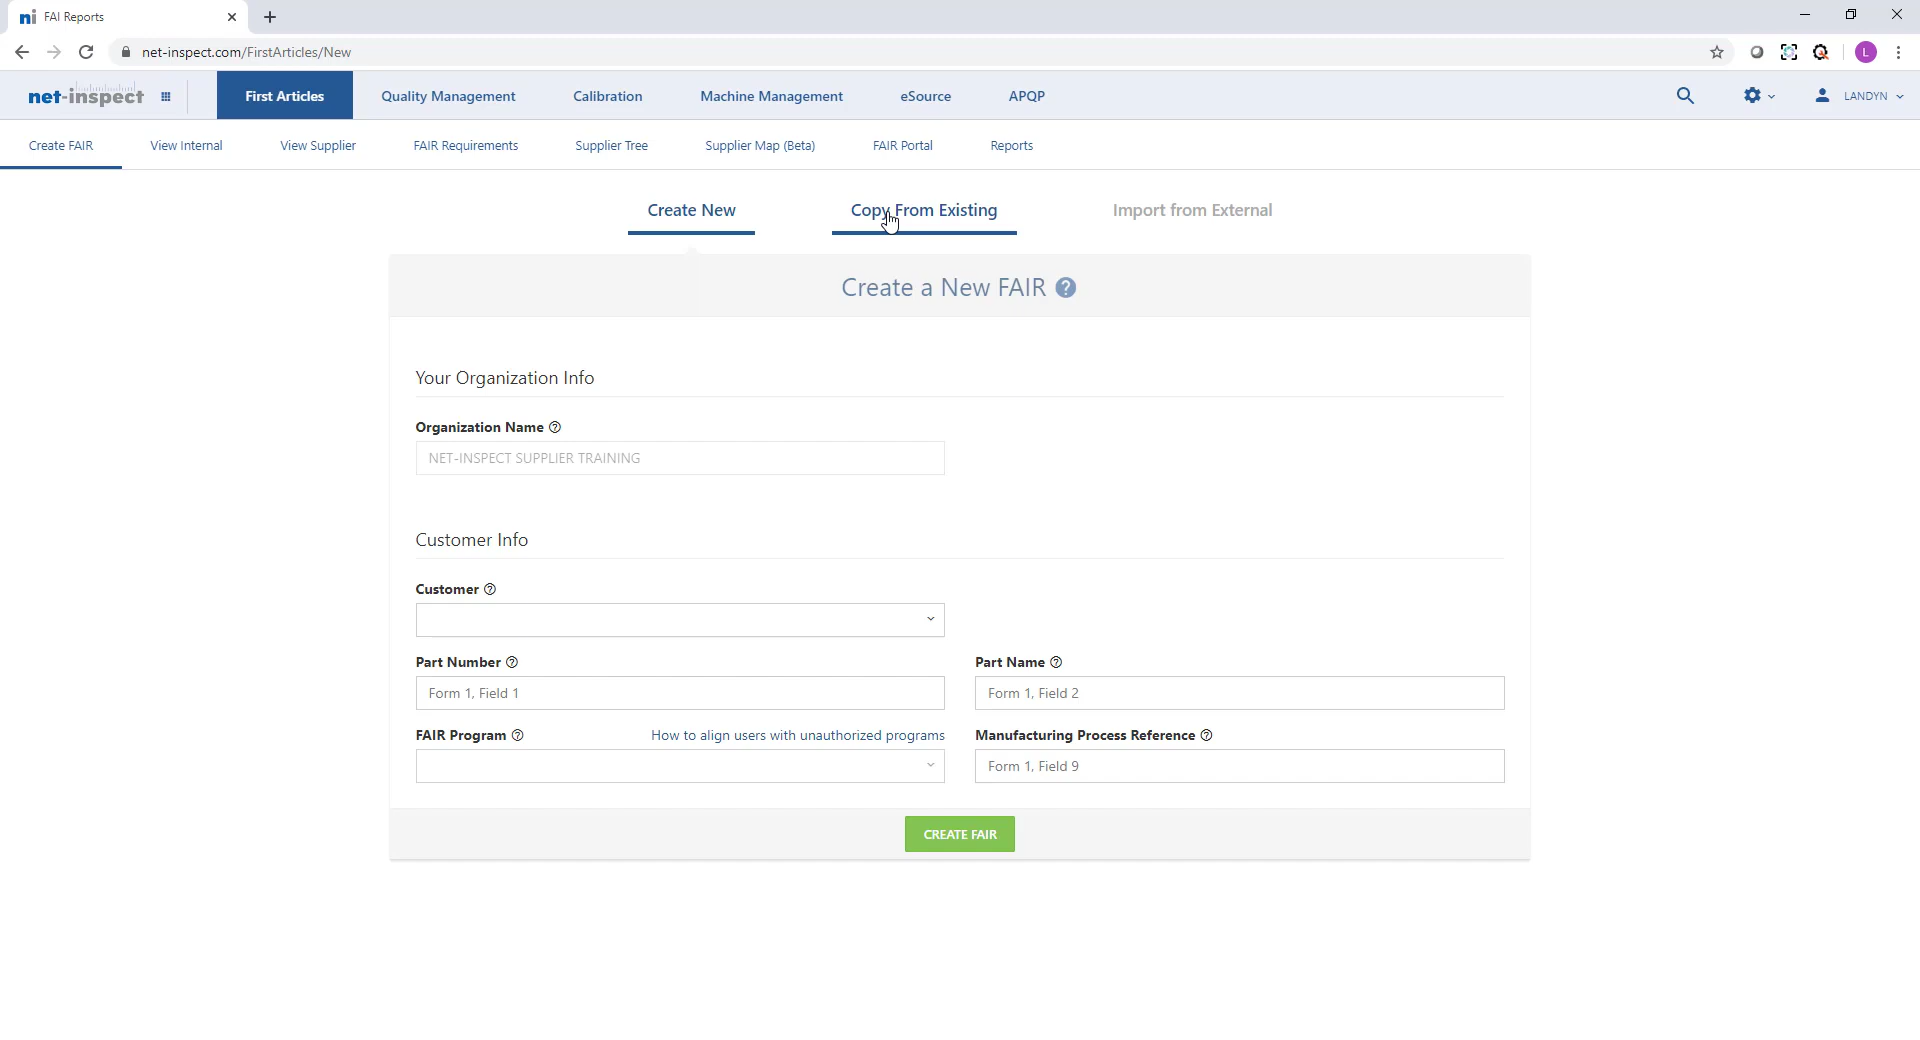 FAI Reports
net-inspect.com/FirstArticles/New
L
net-inspect
First Articles
Quality Management
Calibration
Machine Management
eSource
APQP
LANDYN
Create FAIR
View Internal
View Supplier
FAIR Requirements
Supplier Tree
Supplier Map (Beta)
FAIR Portal
Reports
Create New
Copy From Existing
Import from External
Create a New FAIR ?
Your Organization Info
Organization Name ?
NET-INSPECT SUPPLIER TRAINING
Customer Info
Customer ?
Part Number ?
Part Name ?
Form 1, Field 1
Form 1, Field 2
FAIR Program ?
How to align users with unauthorized programs
Manufacturing Process Reference ?
Form 1, Field 9
CREATE FAIR